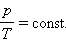 p/T = const.